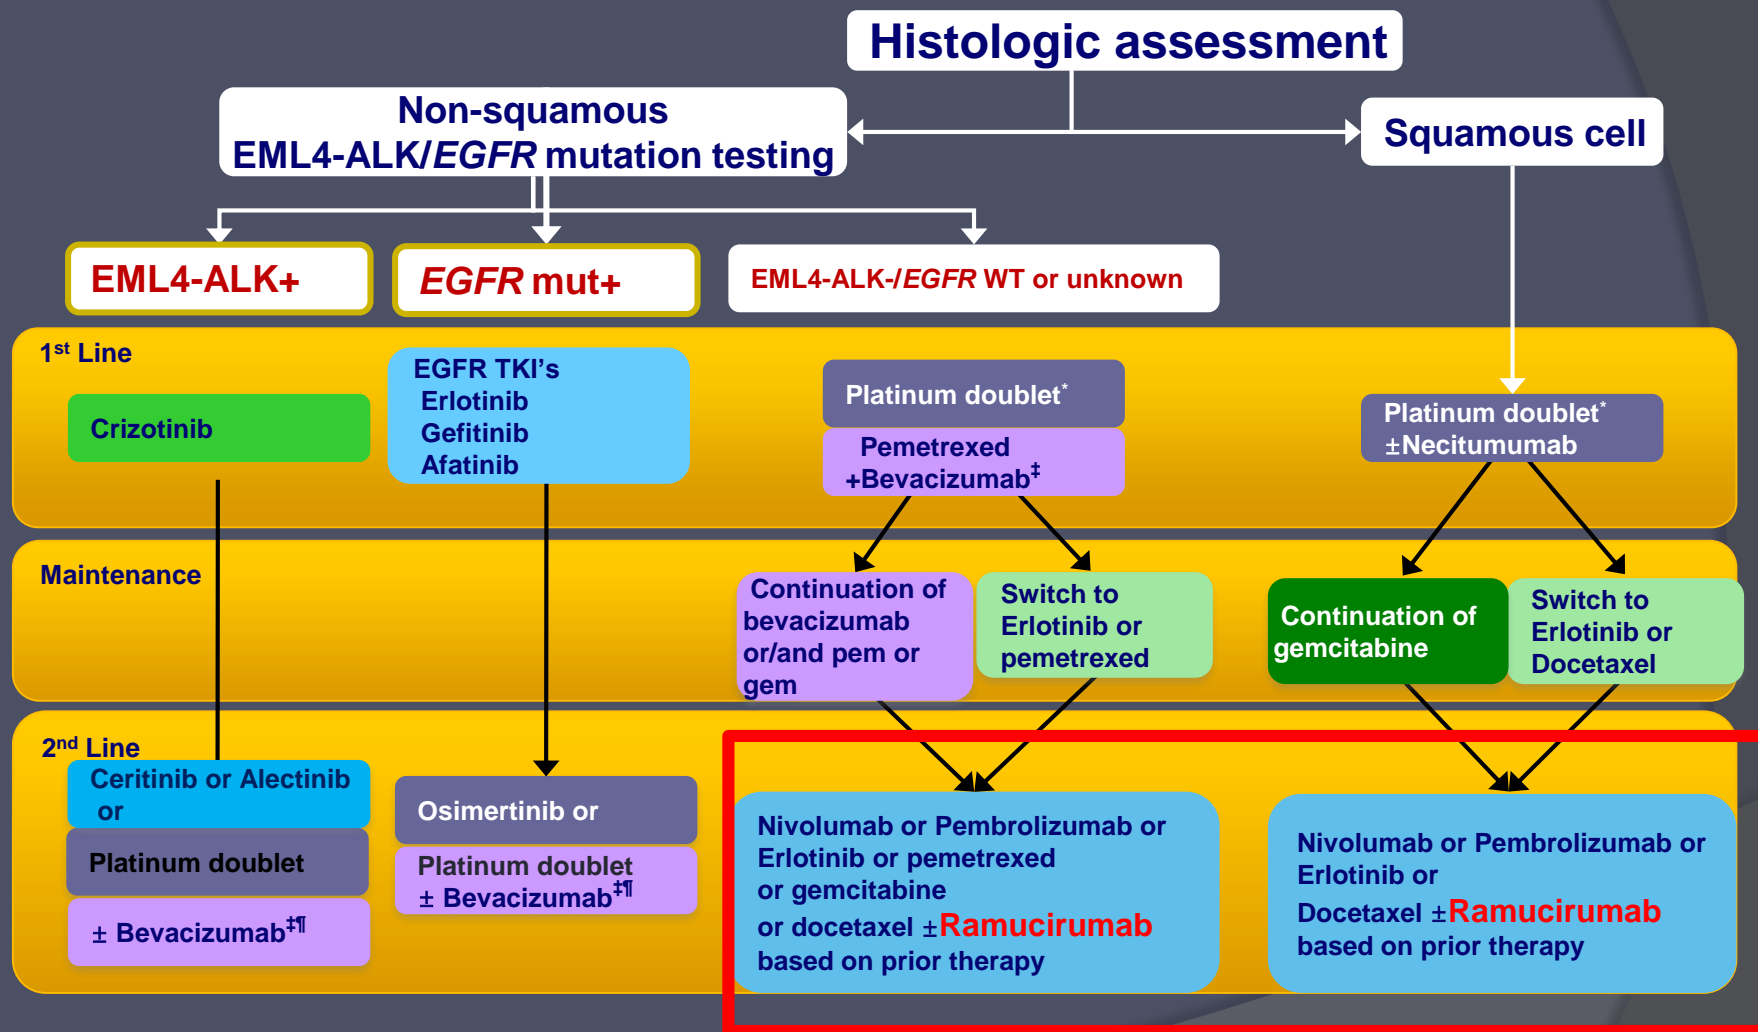 Histologic assessment
Non-squamous
EML4-ALK/EGFR mutation testing
Squamous cell
EML4-ALK+
EGFR mut+
EML4-ALK-/EGFR WT or unknown
1st Line
Crizotinib
EGFR TKI's
Erlotinib
Gefitinib
Afatinib
Platinum doublet*
Pemetrexed
+Bevacizumab‡
Platinum doublet*
±Necitumumab
Maintenance
Continuation of
bevacizumab
or/and pem or
gem
Switch to
Erlotinib or
pemetrexed
Continuation of
gemcitabine
Switch to
Erlotinib or
Docetaxel
2nd Line
Ceritinib or Alectinib
or
Platinum doublet
± Bevacizumab‡¶
Osimertinib or
Platinum doublet
± Bevacizumab‡¶
Nivolumab or Pembrolizumab or
Erlotinib or pemetrexed
or gemcitabine
or docetaxel ±Ramucirumab
based on prior therapy
Nivolumab or Pembrolizumab or
Erlotinib or
Docetaxel ±Ramucirumab
based on prior therapy